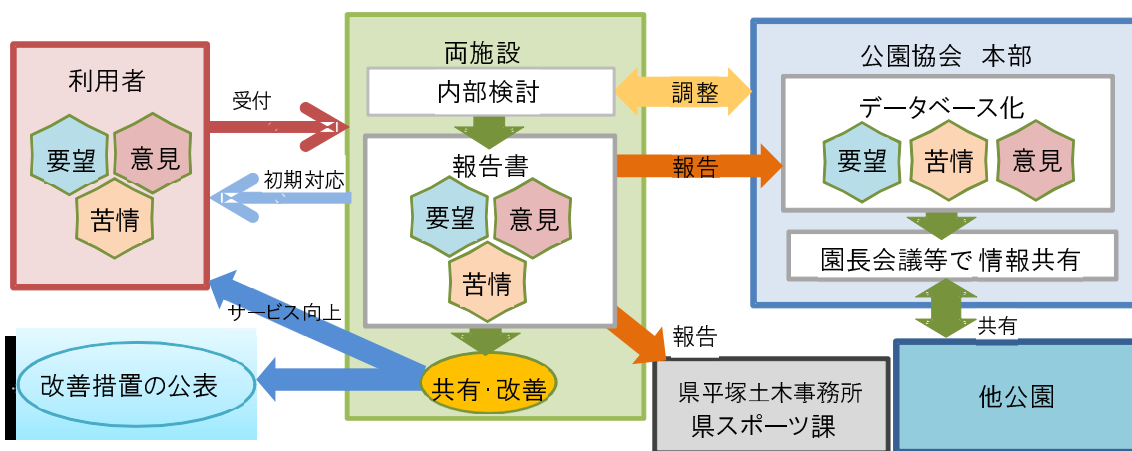 利用者
要望
意見
苦情
受付
初期対応
サービス向上
改善措置の公表
両施設
内部検討
報告書
要望
意見
苦情
共有・改善
調整
報告
報告
県平塚土木事務所
県スポーツ課
公園協会 本部
データベース化
要望
苦情
意見
園長会議等で情報共有
共有
他公園